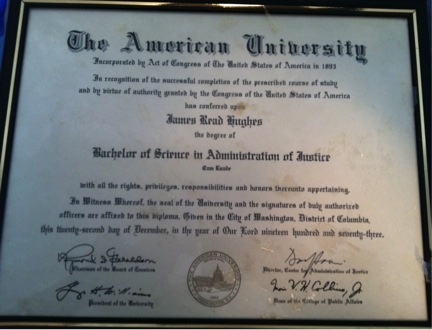 The American University
Incorporated by Act of Congress of The United States of America in 1893
In recognition of the successful completion of the prescribed course of study
and by virtue of authority granted by the Congress of the United States of America
has conferred upon
James Read Hughes
the degree of
Bachelor of Science in Administration of Justice
Cum Laude
with all the rights, privileges, responsibilities and honors thereunto appertaining.
In Witness Whereof, the seal of the University and the signatures of duly authorized
officers are affixed to this diploma. Given in the City of Washington, District of Columbia,
this twenty-second day of December, in the year of Our Lord nineteen hundred and seventy-three.
Chairman of the Board of Trustees
Director, Center for Administration of Justice
President of the University
Dean of the College of Public Affairs